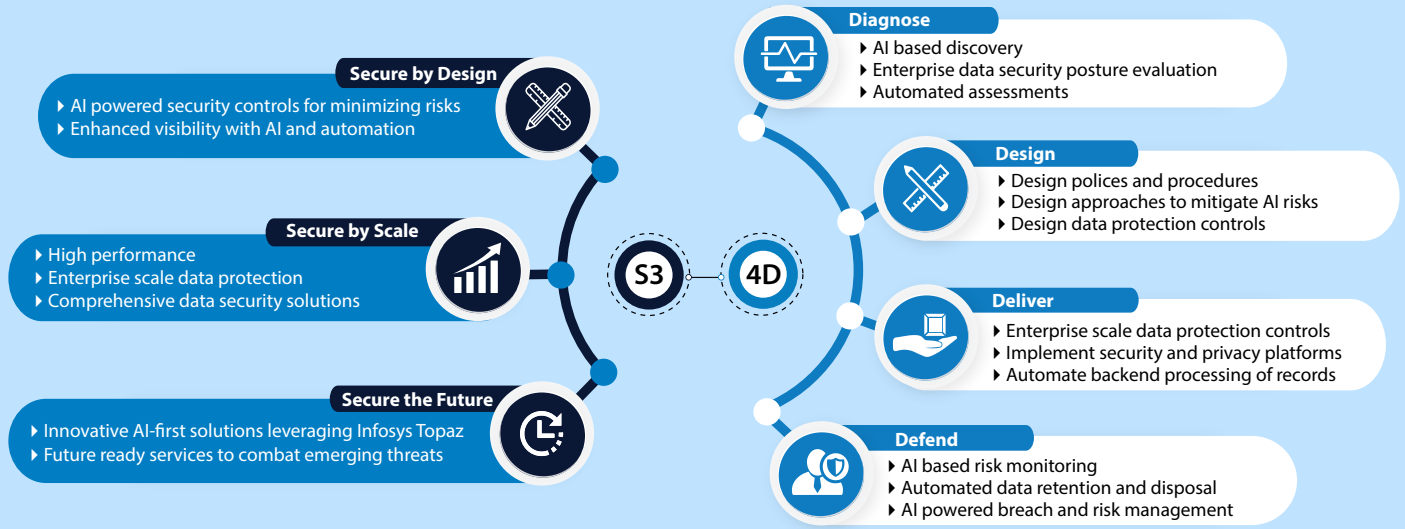 Secure by Design
AI powered security controls for minimizing risks
Enhanced visibility with AI and automation
Secure by Scale
High performance
Enterprise scale data protection
Comprehensive data security solutions
Secure the Future
Innovative AI-first solutions leveraging Infosys Topaz
Future ready services to combat emerging threats
S3
4D
Diagnose
AI based discovery
Enterprise data security posture evaluation
Automated assessments
Design
Design polices and procedures
Design approaches to mitigate AI risks
Design data protection controls
Deliver
Enterprise scale data protection controls
Implement security and privacy platforms
Automate backend processing of records
Defend
AI based risk monitoring
Automated data retention and disposal
AI powered breach and risk management